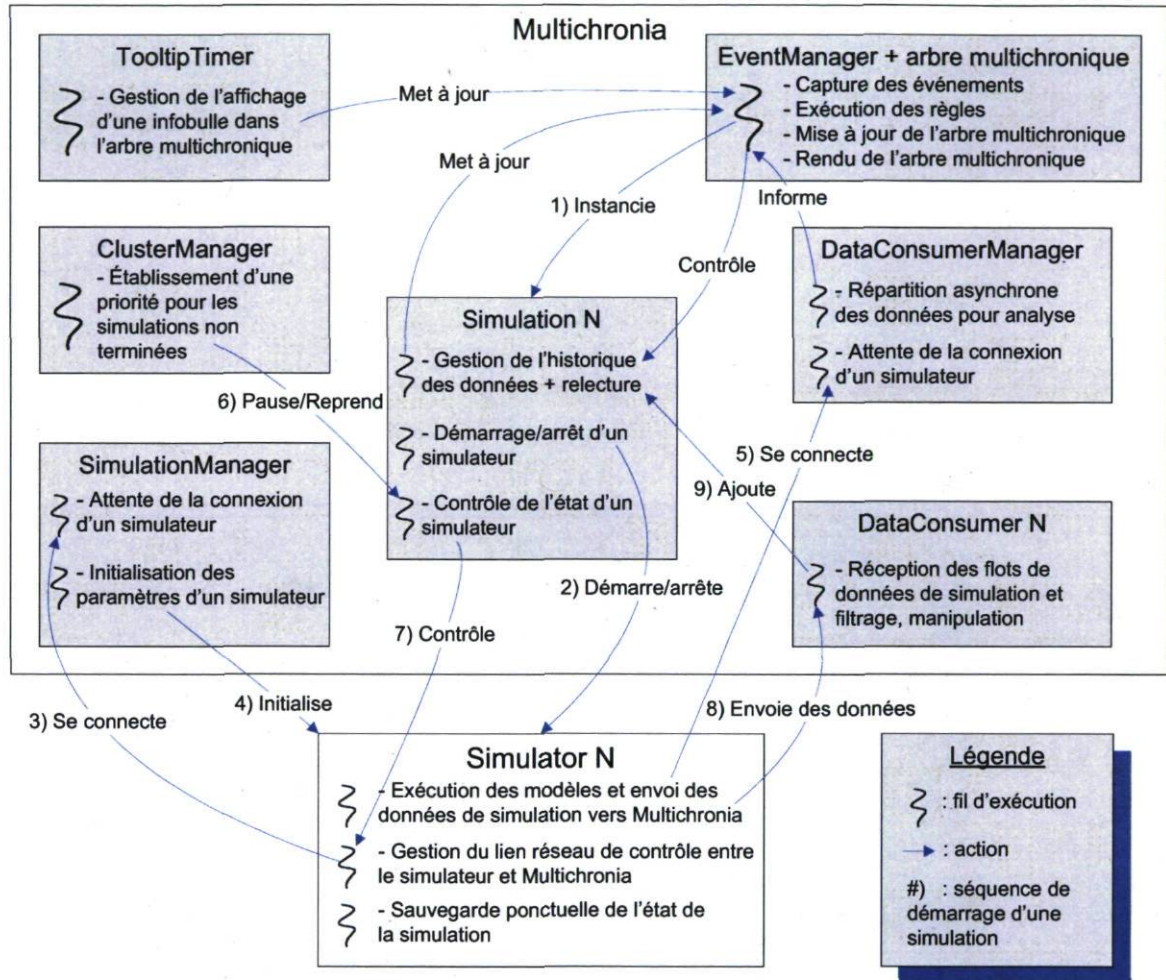 Multichronia
TooltipTimer
- Gestion de l'affichage
d'une infobulle dans
l'arbre multichronique
Met à jour
Met à jour
EventManager + arbre multichronique
- Capture des événements
- Exécution des règles
- Mise à jour de l'arbre multichronique
- Rendu de l'arbre multichronique
1) Instancie
Informe
Contrôle
ClusterManager
- Établissement d'une
priorité pour les
simulations non
terminées
Simulation N
- Gestion de l'historique
des données + relecture
- Démarrage/arrêt d'un
simulateur
- Contrôle de l'état d'un
simulateur
DataConsumerManager
- Répartition asynchrone
des données pour analyse
- Attente de la connexion
d'un simulateur
6) Pause/Reprend
5) Se connecte
9) Ajoute
SimulationManager
- Attente de la connexion
d'un simulateur
- Initialisation des
paramètres d'un simulateur
DataConsumer N
- Réception des flots de
données de simulation et
filtrage, manipulation
2) Démarre/arrête
7) Contrôle
3) Se connecte
4) Initialise
8) Envoie des données
Simulator N
- Exécution des modèles et envoi des
données de simulation vers Multichronia
- Gestion du lien réseau de contrôle entre
le simulateur et Multichronia
- Sauvegarde ponctuelle de l'état de
la simulation
Légende
: fil d'exécution
: action
#) : séquence de
démarrage d'une
simulation